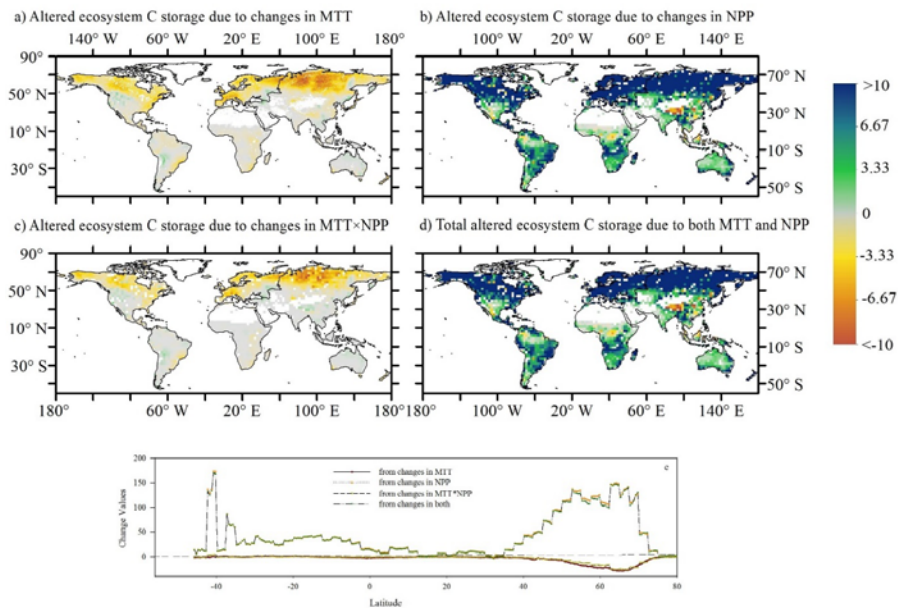 a) Altered ecosystem C storage due to changes in MTT
b) Altered ecosystem C storage due to changes in NPP
140° W 60° W 20° E 100° E 180°
100° W 20° W 60° E 140° E
90°
50° N
10° N
30° S
70° N
30° N
10° S
50° S
>10
6.67
3.33
0
-3.33
-6.67
<-10
c) Altered ecosystem C storage due to changes in MTT×NPP
d) Total altered ecosystem C storage due to both MTT and NPP
90°
50° N
10° N
30° S
70° N
30° N
10° S
50° S
180° 60° W 20° E 100° E 180°
100° W 20° W 60° E 140° E
e
200
150
100
50
0
Change Values
from changes in MTT
from changes in NPP
from changes in MTT*NPP
from changes in both
-40 -20 0 20 40 60 80
Latitude